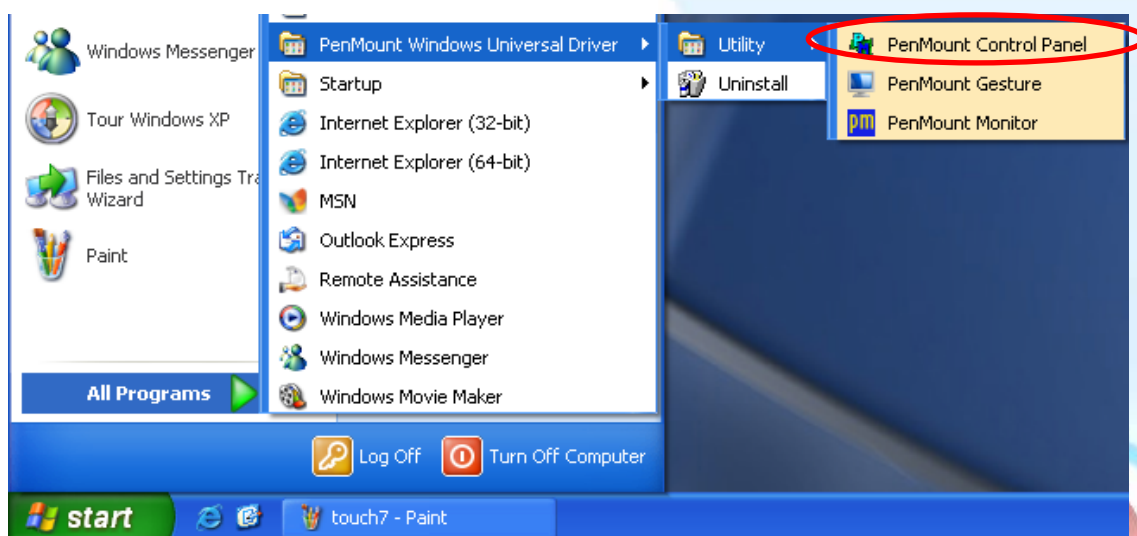 Windows Messenger
Tour Windows XP
Files and Settings Tra
Wizard
Paint
All Programs
PenMount Windows Universal Driver
Startup
Internet Explorer (32-bit)
Internet Explorer (64-bit)
MSN
Outlook Express
Remote Assistance
Windows Media Player
Windows Messenger
Windows Movie Maker
Utility
Uninstall
PenMount Control Panel
PenMount Gesture
pm PenMount Monitor
Log Off Turn Off Computer
start touch7 - Paint